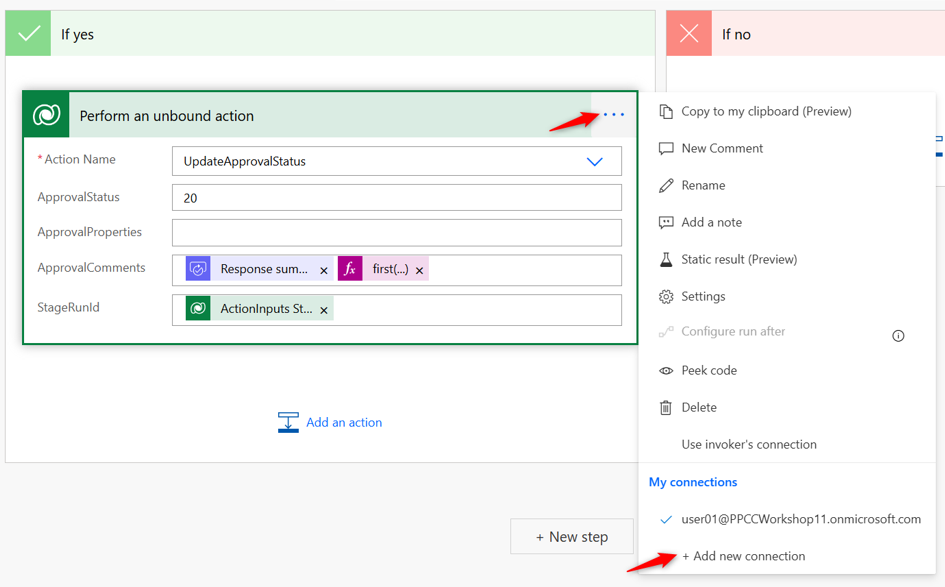 If yes
If no
Perform an unbound action
* Action Name
UpdateApprovalStatus
ApprovalStatus
20
ApprovalProperties
ApprovalComments
Response sum... ×
fx first(...) ×
StageRunId
ActionInputs St... ×
Add an action
+ New step
Copy to my clipboard (Preview)
New Comment
Rename
Add a note
Static result (Preview)
Settings
Configure run after
Peek code
Delete
Use invoker's connection
My connections
user01@PPCCWorkshop11.onmicrosoft.com
+ Add new connection